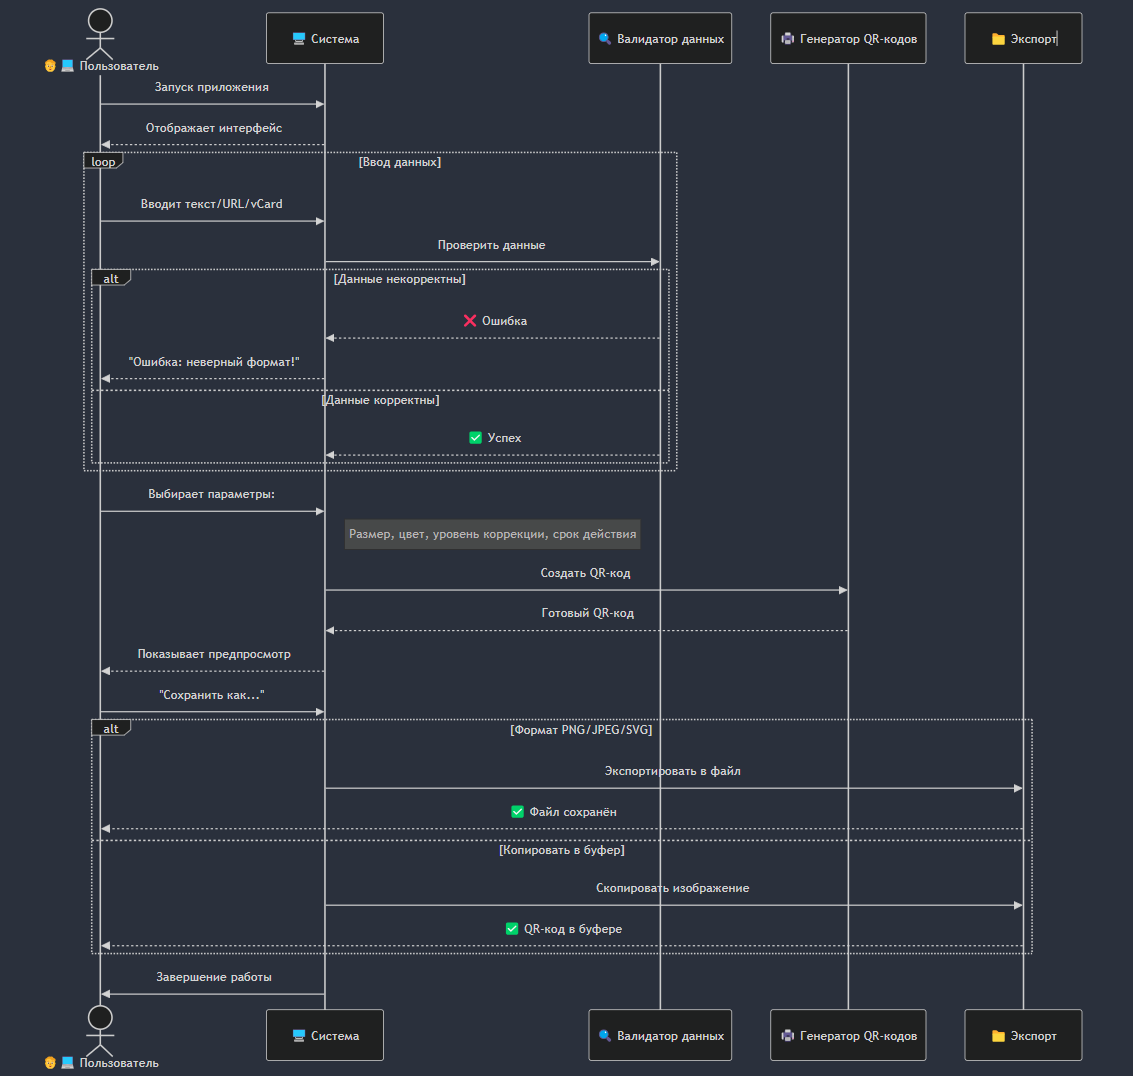 Система
Валидатор данных
Генератор QR-кодов
Экспорт
Пользователь
Запуск приложения
Отображает интерфейс
loop
[Ввод данных]
Вводит текст/URL/vCard
Проверить данные
alt
[Данные некорректны]
❌ Ошибка
"Ошибка: неверный формат!"
[Данные корректны]
✅ Успех
Выбирает параметры:
Размер, цвет, уровень коррекции, срок действия
Создать QR-код
Готовый QR-код
Показывает предпросмотр
"Сохранить как..."
alt
[Формат PNG/JPEG/SVG]
Экспортировать в файл
✅ Файл сохранён
[Копировать в буфер]
Скопировать изображение
✅ QR-код в буфере
Завершение работы
Система
Валидатор данных
Генератор QR-кодов
Экспорт
Пользователь